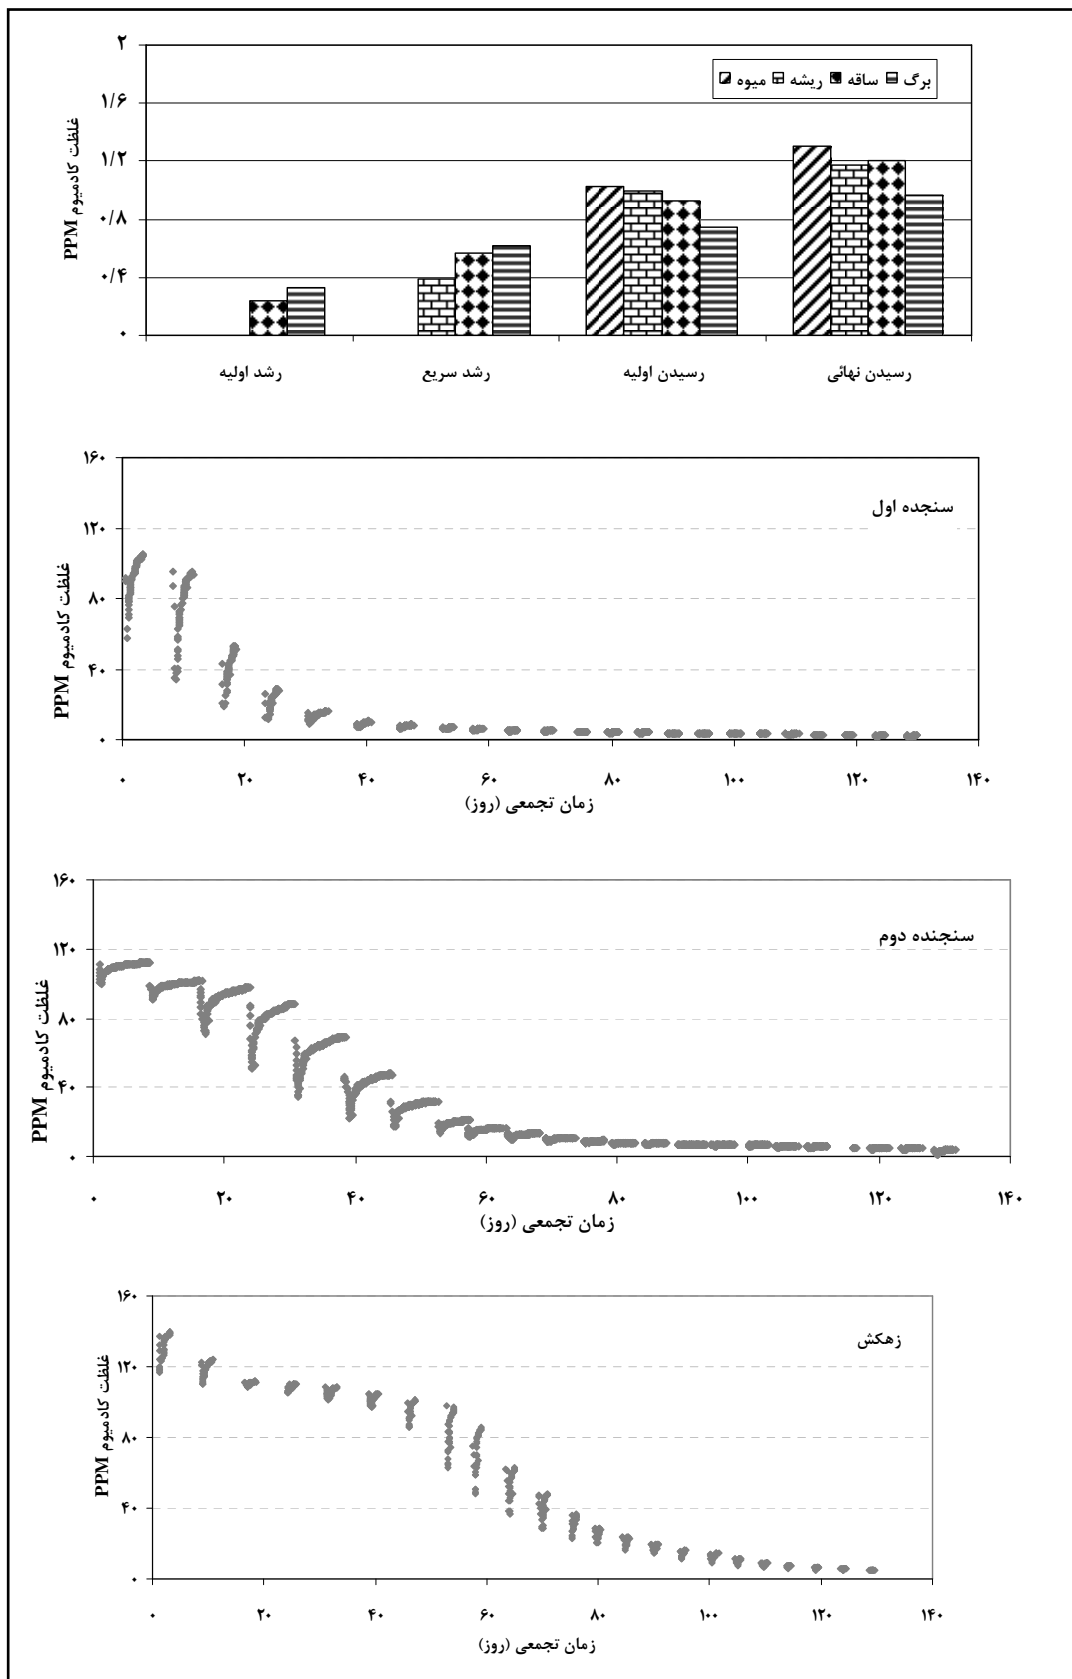 ۲
۱/۶
۱/۲
۰/۸
۰/۴
۰
غلظت کادمیوم PPM
میوه ریشه ساقه برگ
رشد اولیه رشد سریع رسیدن اولیه رسیدن نهائی
۱۶۰
۱۲۰
۸۰
۴۰
۰
غلظت کادمیوم PPM
سنجده اول
۰ ۲۰ ۴۰ ۶۰ ۸۰ ۱۰۰ ۱۲۰ ۱۴۰
زمان تجمعی (روز)
۱۶۰
۱۲۰
۸۰
۴۰
۰
غلظت کادمیوم PPM
سنجنده دوم
۰ ۲۰ ۴۰ ۶۰ ۸۰ ۱۰۰ ۱۲۰ ۱۴۰
زمان تجمعی (روز)
۱۶۰
۱۲۰
۸۰
۴۰
۰
غلظت کادمیوم PPM
زهکش
۰ ۲۰ ۴۰ ۶۰ ۸۰ ۱۰۰ ۱۲۰ ۱۴۰
زمان تجمعی (روز)